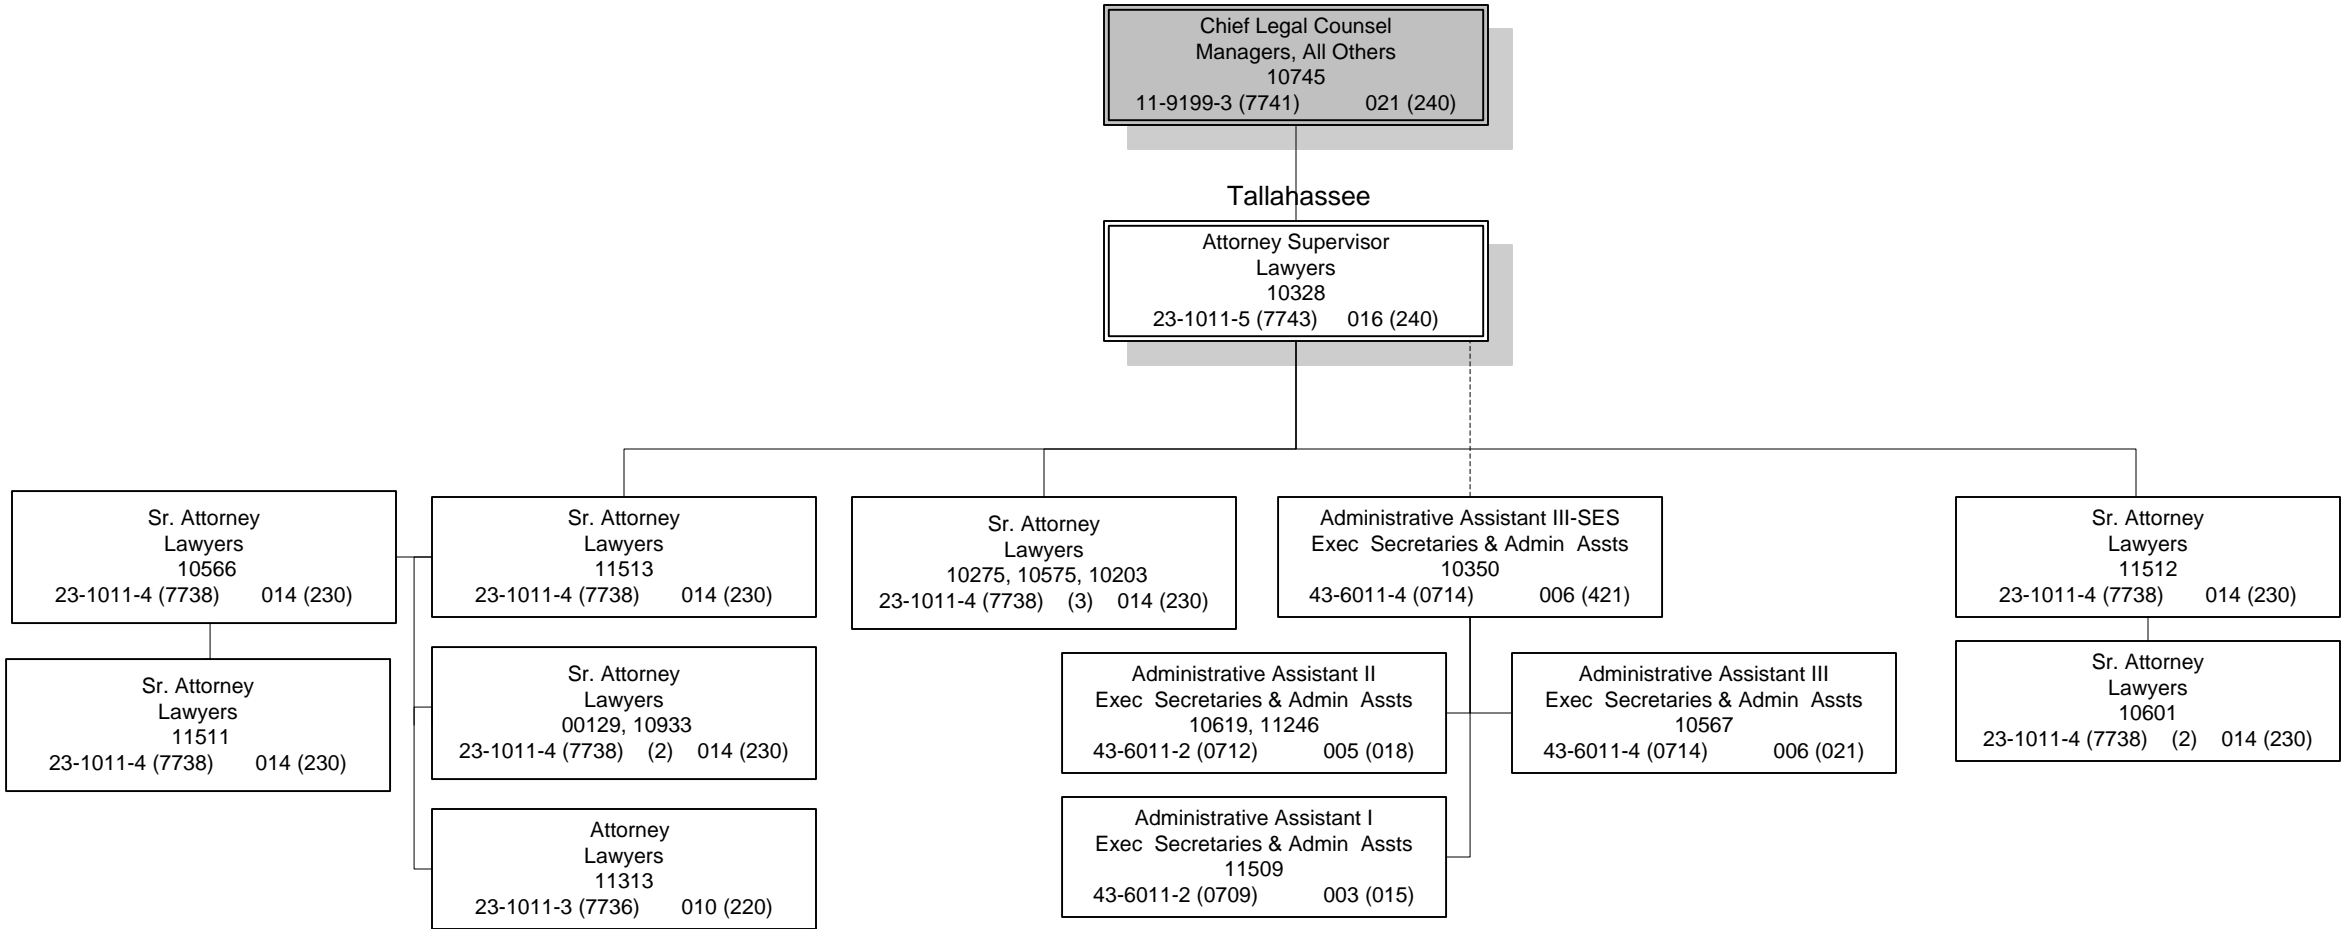 Chief Legal Counsel
Managers, All Others
10745
11-9199-3 (7741) 021 (240)
Tallahassee
Attorney Supervisor
Lawyers
10328
23-1011-5 (7743) 016 (240)
Sr. Attorney
Lawyers
10566
23-1011-4 (7738) 014 (230)
Sr. Attorney
Lawyers
11513
23-1011-4 (7738) 014 (230)
Sr. Attorney
Lawyers
10275, 10575, 10203
23-1011-4 (7738) (3) 014 (230)
Administrative Assistant III-SES
Exec Secretaries & Admin Assts
10350
43-6011-4 (0714) 006 (421)
Sr. Attorney
Lawyers
11512
23-1011-4 (7738) 014 (230)
Sr. Attorney
Lawyers
11511
23-1011-4 (7738) 014 (230)
Sr. Attorney
Lawyers
00129, 10933
23-1011-4 (7738) (2) 014 (230)
Administrative Assistant II
Exec Secretaries & Admin Assts
10619, 11246
43-6011-2 (0712) 005 (018)
Administrative Assistant III
Exec Secretaries & Admin Assts
10567
43-6011-4 (0714) 006 (021)
Sr. Attorney
Lawyers
10601
23-1011-4 (7738) (2) 014 (230)
Attorney
Lawyers
11313
23-1011-3 (7736) 010 (220)
Administrative Assistant I
Exec Secretaries & Admin Assts
11509
43-6011-2 (0709) 003 (015)